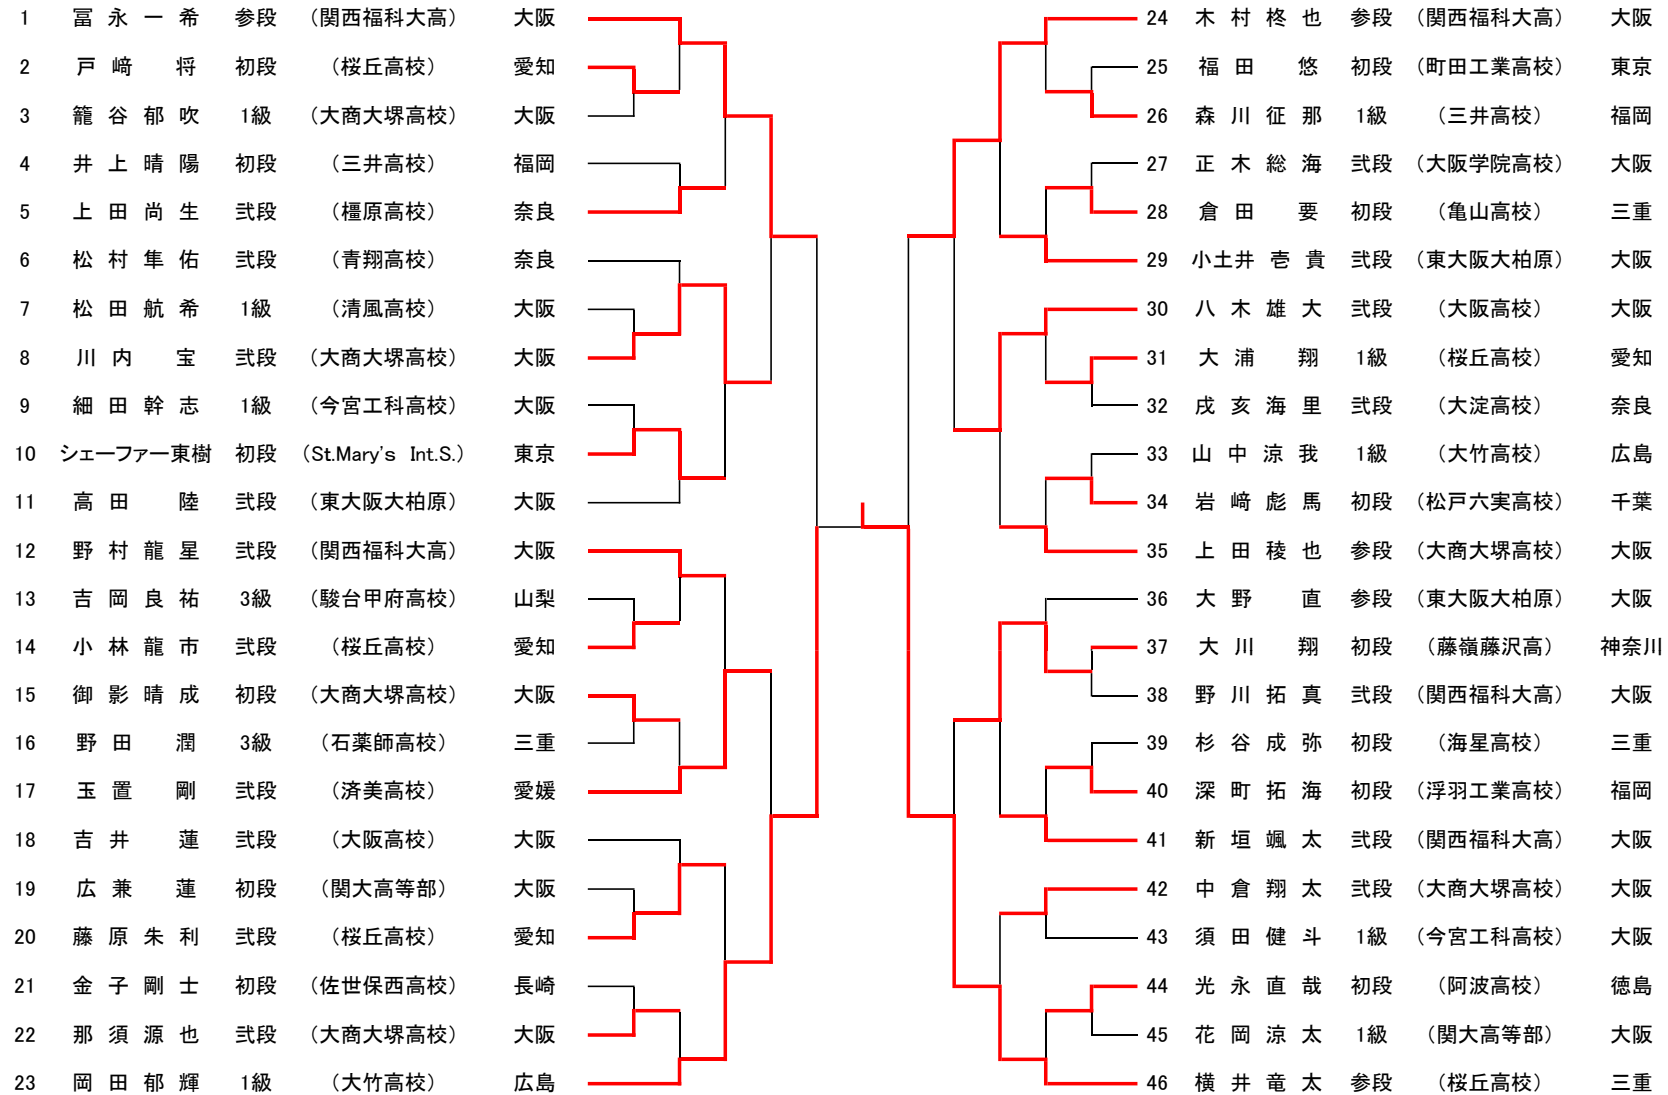 1 冨永一希 参段 (関西福科大高) 大阪
2 戸﨑 将 初段 (桜丘高校) 愛知
3 籠谷郁吹 1級 (大商大堺高校) 大阪
4 井上晴陽 初段 (三井高校) 福岡
5 上田尚生 弐段 (橿原高校) 奈良
6 松村隼佑 弐段 (青翔高校) 奈良
7 松田航希 1級 (清風高校) 大阪
8 川内 宝 弐段 (大商大堺高校) 大阪
9 細田幹志 1級 (今宮工科高校) 大阪
10 シェーファー東樹 初段 (St.Mary's Int.S.) 東京
11 高田 陸 弐段 (東大阪大柏原) 大阪
12 野村龍星 弐段 (関西福科大高) 大阪
13 吉岡良祐 3級 (駿台甲府高校) 山梨
14 小林龍市 弐段 (桜丘高校) 愛知
15 御影晴成 初段 (大商大堺高校) 大阪
16 野田 潤 3級 (石薬師高校) 三重
17 玉置 剛 弐段 (済美高校) 愛媛
18 吉井 蓮 弐段 (大阪高校) 大阪
19 広兼 蓮 初段 (関大高等部) 大阪
20 藤原朱利 弐段 (桜丘高校) 愛知
21 金子剛士 初段 (佐世保西高校) 長崎
22 那須源也 弐段 (大商大堺高校) 大阪
23 岡田郁輝 1級 (大竹高校) 広島
24 木村柊也 参段 (関西福科大高) 大阪
25 福田 悠 初段 (町田工業高校) 東京
26 森川征那 1級 (三井高校) 福岡
27 正木総海 弐段 (大阪学院高校) 大阪
28 倉田 要 初段 (亀山高校) 三重
29 小土井壱貴 弐段 (東大阪大柏原) 大阪
30 八木雄大 弐段 (大阪高校) 大阪
31 大浦 翔 1級 (桜丘高校) 愛知
32 戌亥海里 弐段 (大淀高校) 奈良
33 山中涼我 1級 (大竹高校) 広島
34 岩﨑彪馬 初段 (松戸六実高校) 千葉
35 上田稜也 参段 (大商大堺高校) 大阪
36 大野 直 参段 (東大阪大柏原) 大阪
37 大川 翔 初段 (藤嶺藤沢高) 神奈川
38 野川拓真 弐段 (関西福科大高) 大阪
39 杉谷成弥 初段 (海星高校) 三重
40 深町拓海 初段 (浮羽工業高校) 福岡
41 新垣颯太 弐段 (関西福科大高) 大阪
42 中倉翔太 弐段 (大商大堺高校) 大阪
43 須田健斗 1級 (今宮工科高校) 大阪
44 光永直哉 初段 (阿波高校) 徳島
45 花岡涼太 1級 (関大高等部) 大阪
46 横井竜太 参段 (桜丘高校) 三重